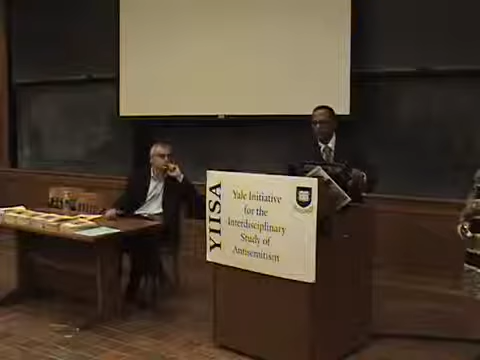 YIISA
Yale Initiative
for the
Interdisciplinary
Study of
Antisemitism